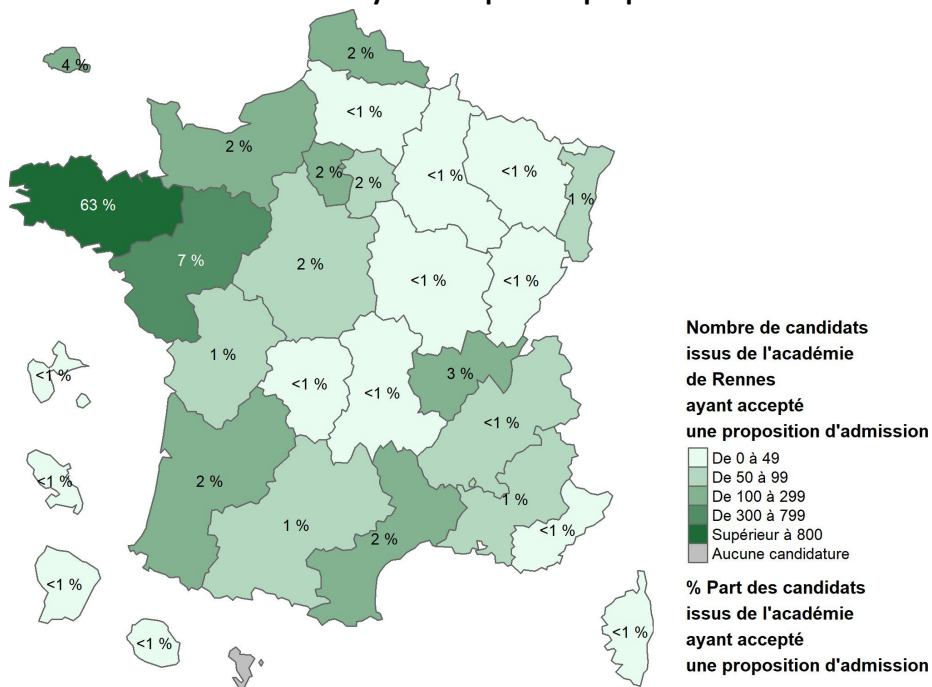 2 %
4 %
<1 %
2 %
<1 %
<1 %
2 %
2 %
1 %
63 %
7 %
2 %
<1 %
<1 %
1 %
3 %
<1 %
<1 %
<1 %
<1 %
2 %
<1 %
1 %
1 %
<1 %
2 %
<1 %
<1 %
<1 %
Nombre de candidats
issus de l'académie
de Rennes
ayant accepté
une proposition d'admission
De 0 à 49
De 50 à 99
De 100 à 299
De 300 à 799
Supérieur à 800
Aucune candidature
% Part des candidats
issus de l'académie
ayant accepté
une proposition d'admission